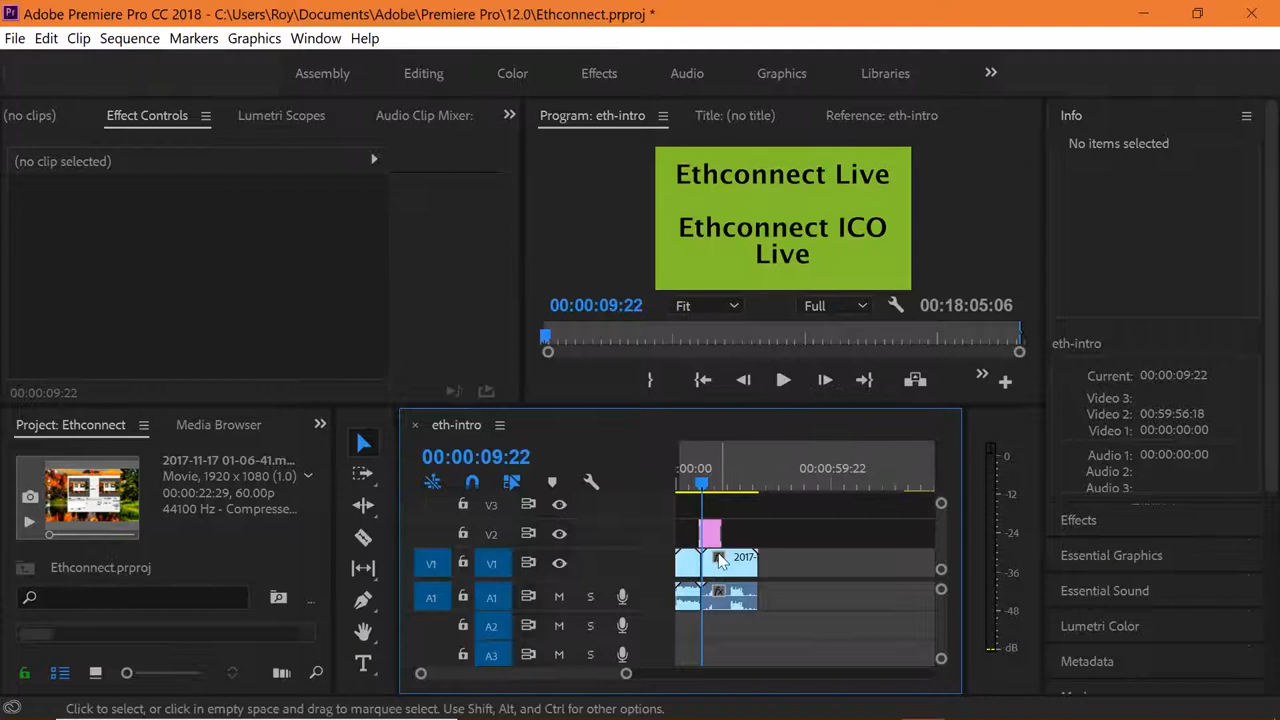 Adobe Premiere Pro CC 2018 - C:\Users\Roy\Documents\Adobe\Premiere Pro\12.0\Ethconnect.prproj *
File Edit Clip Sequence Markers Graphics Window Help
Assembly Editing Color Effects Audio Graphics Libraries
(no clips) Effect Controls Lumetri Scopes Audio Clip Mixer:
Program: eth-intro Title: (no title) Reference: eth-intro
Info
(no clip selected)
No items selected
Ethconnect Live
Ethconnect ICO
Live
00:00:09:22 Fit Full 00:18:05:06
eth-intro
Current: 00:00:09:22
Video 3:
Video 2: 00:59:56:18
Video 1: 00:00:00:00
Audio 1: 00:00:00:00
Audio 2:
Audio 3:
00:00:09:22
Project: Ethconnect Media Browser
2017-11-17 01-06-41.m...
Movie, 1920 x 1080 (1.0)
00:00:22:29, 60.00p
44100 Hz - Compresse...
Ethconnect.prproj
...
× eth-intro
00:00:09:22
:00:00 00:00:59:22
V3
V2
V1 V1 2017-
A1 A1 M S fx
A2 M S
A3 M S
0
-12
-24
-36
-48
dB
Effects
Essential Graphics
Essential Sound
Lumetri Color
Metadata
Click to select, or click in empty space and drag to marquee select. Use Shift, Alt, and Ctrl for other options.